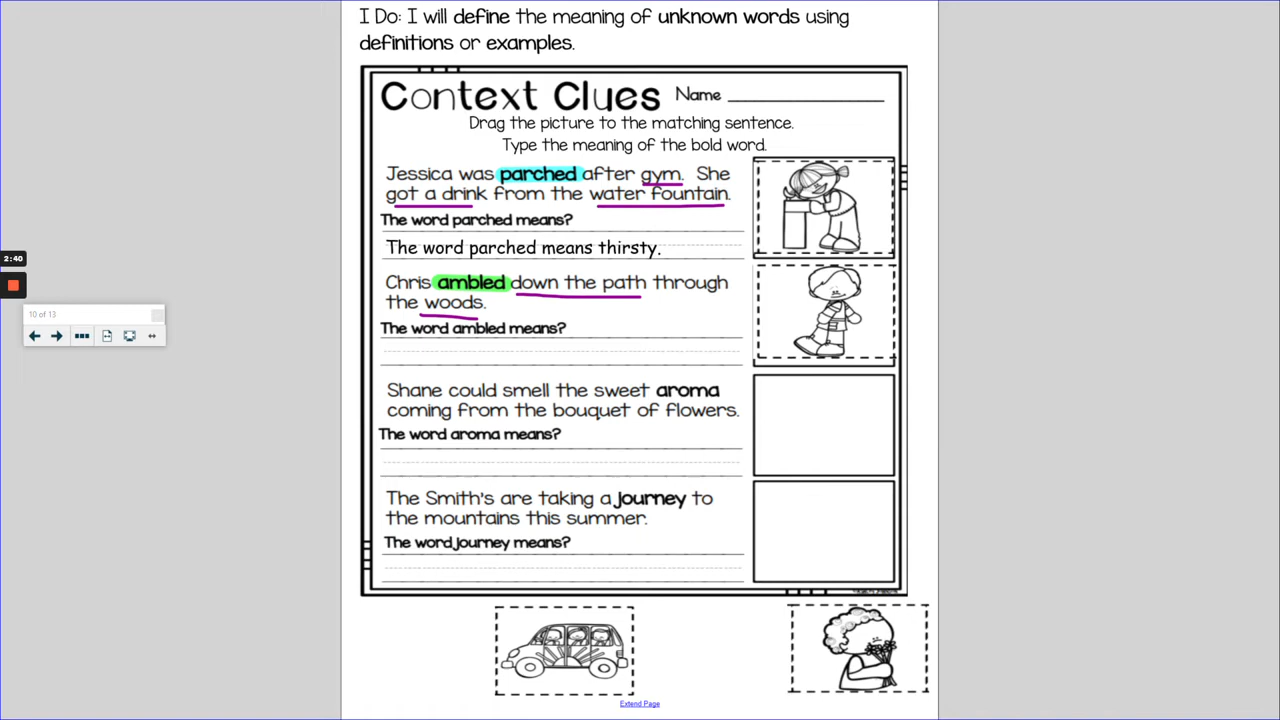 I Do: I will define the meaning of unknown words using
definitions or examples.
Context Clues Name
Drag the picture to the matching sentence.
Type the meaning of the bold word.
Jessica was parched after gym. She
got a drink from the water fountain.
The word parched means?
The word parched means thirsty.
2:40
Chris ambled down the path through
the woods.
10 of 13
The word ambled means?
Shane could smell the sweet aroma
coming from the bouquet of flowers.
The word aroma means?
The Smith's are taking a journey to
the mountains this summer.
The word journey means?
Extend Page